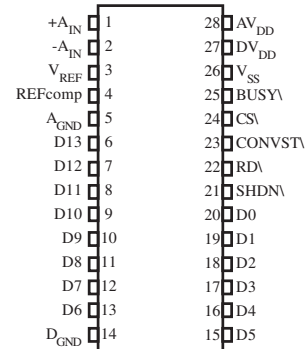 +A_IN 1 28 AV_DD
-A_IN 2 27 DV_DD
V_REF 3 26 V_SS
REFcomp 4 25 BUSY\
A_GND 5 24 CS\
D13 6 23 CONVST\
D12 7 22 RD\
D11 8 21 SHDN\
D10 9 20 D0
D9 10 19 D1
D8 11 18 D2
D7 12 17 D3
D6 13 16 D4
D_GND 14 15 D5